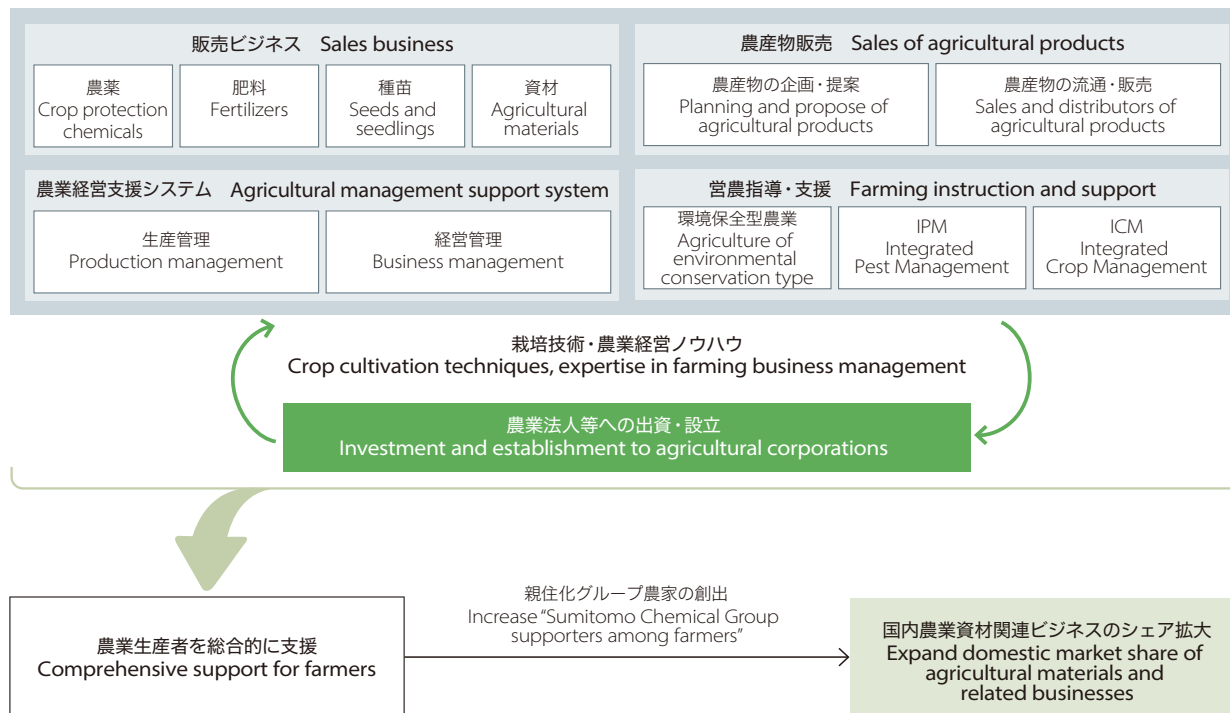 販売ビジネス Sales business
農薬
Crop protection
chemicals
肥料
Fertilizers
種苗
Seeds and
seedlings
資材
Agricultural
materials
農産物販売 Sales of agricultural products
農産物の企画・提案
Planning and propose of
agricultural products
農産物の流通・販売
Sales and distributors of
agricultural products
農業経営支援システム Agricultural management support system
生産管理
Production management
経営管理
Business management
営農指導・支援 Farming instruction and support
環境保全型農業
Agriculture of
environmental
conservation type
IPM
Integrated
Pest Management
ICM
Integrated
Crop Management
栽培技術・農業経営ノウハウ
Crop cultivation techniques, expertise in farming business management
農業法人等への出資・設立
Investment and establishment to agricultural corporations
農業生産者を総合的に支援
Comprehensive support for farmers
親住化グループ農家の創出
Increase “Sumitomo Chemical Group
supporters among farmers”
国内農業資材関連ビジネスのシェア拡大
Expand domestic market share of
agricultural materials and
related businesses